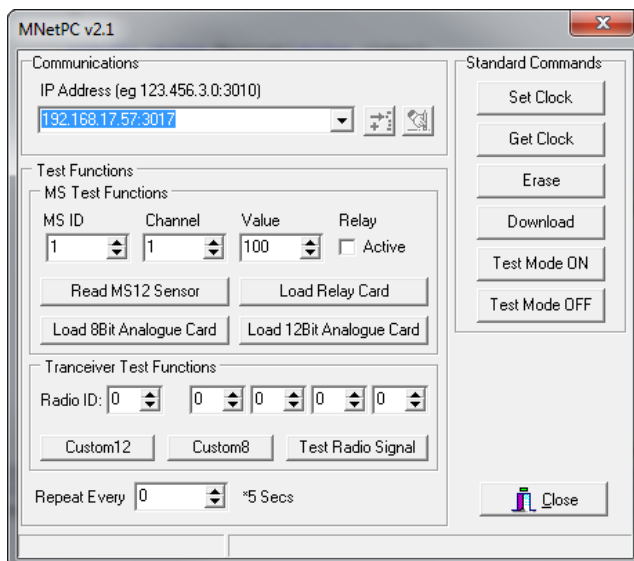 MNetPC v2.1
Communications
IP Address (eg 123.456.3.0:3010)
192.168.17.57:3017
Test Functions
MS Test Functions
MS ID Channel Value Relay
1 1 100 Active
Read MS12 Sensor Load Relay Card
Load 8Bit Analogue Card Load 12Bit Analogue Card
Tranceiver Test Functions
Radio ID: 0 0 0 0 0
Custom12 Custom8 Test Radio Signal
Repeat Every 0 *5 Secs
Standard Commands
Set Clock
Get Clock
Erase
Download
Test Mode ON
Test Mode OFF
Close